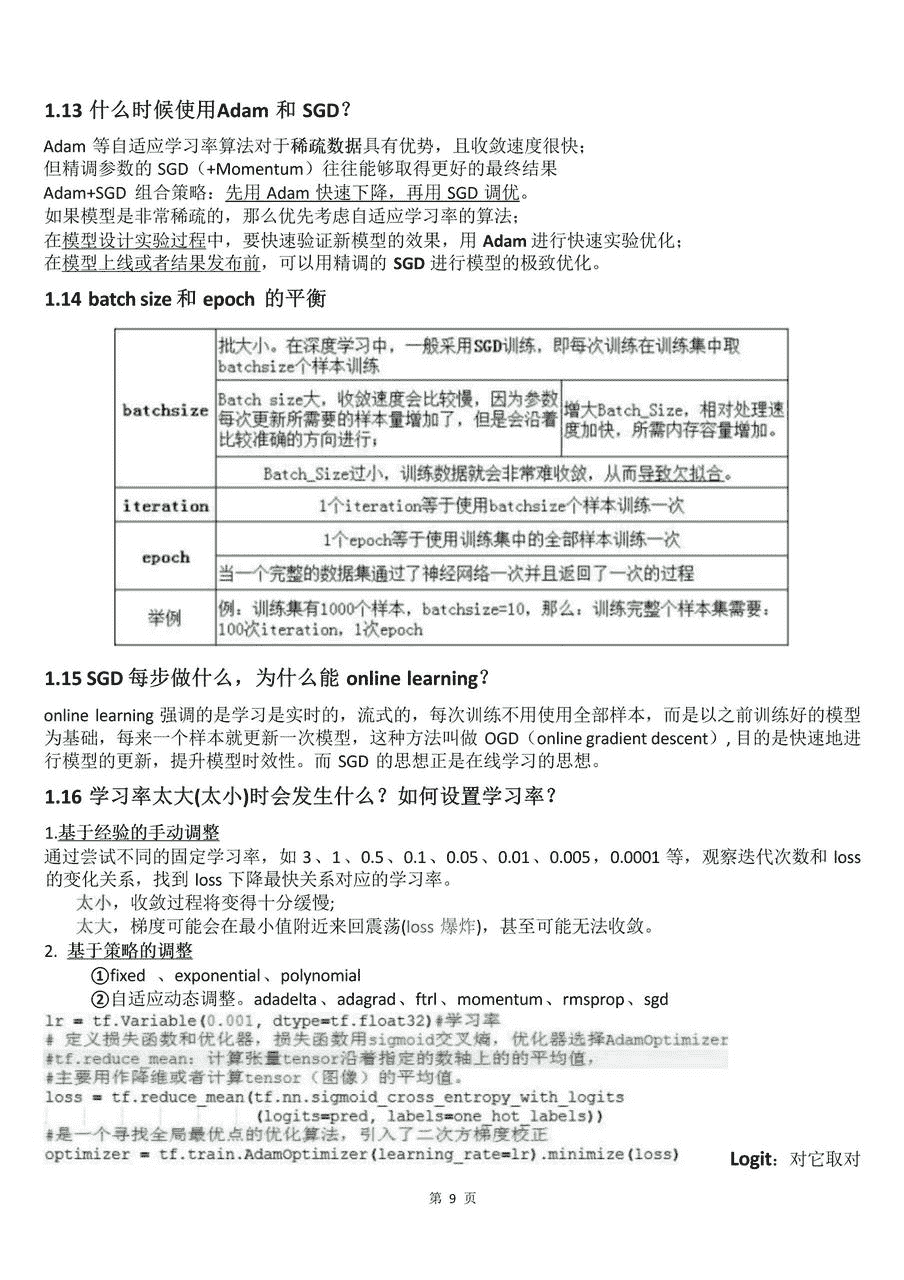 1.13 什么时候使用Adam 和 SGD？
Adam 等自适应学习率算法对于稀疏数据具有优势，且收敛速度很快；
但精调参数的 SGD（+Momentum）往往能够取得更好的最终结果
Adam+SGD 组合策略：先用 Adam 快速下降，再用 SGD 调优。
如果模型是非常稀疏的，那么优先考虑自适应学习率的算法；
在模型设计实验过程中，要快速验证新模型的效果，用 Adam 进行快速实验优化；
在模型上线或者结果发布前，可以用精调的 SGD 进行模型的极致优化。
1.14 batch size 和 epoch 的平衡
batchsize
批大小。在深度学习中，一般采用SGD训练，即每次训练在训练集中取
batchsize个样本训练
Batch size大，收敛速度会比较慢，因为参数
每次更新所需要的样本量增加了，但是会沿着
比较准确的方向进行；
增大Batch_Size，相对处理速
度加快，所需内存容量增加。
Batch_Size过小，训练数据就会非常难收敛，从而导致欠拟合。
iteration
1个iteration等于使用batchsize个样本训练一次
epoch
1个epoch等于使用训练集中的全部样本训练一次
当一个完整的数据集通过了神经网络一次并且返回了一次的过程
举例
例：训练集有1000个样本，batchsize=10，那么：训练完整个样本集需要：
100次iteration，1次epoch
1.15 SGD 每步做什么，为什么能 online learning？
online learning 强调的是学习是实时的，流式的，每次训练不用使用全部样本，而是以之前训练好的模型
为基础，每来一个样本就更新一次模型，这种方法叫做 OGD（online gradient descent）, 目的是快速地进
行模型的更新，提升模型时效性。而 SGD 的思想正是在线学习的思想。
1.16 学习率太大(太小)时会发生什么？如何设置学习率？
1.基于经验的手动调整
通过尝试不同的固定学习率，如 3、1、0.5、0.1、0.05、0.01、0.005，0.0001 等，观察迭代次数和 loss
的变化关系，找到 loss 下降最快关系对应的学习率。
太小，收敛过程将变得十分缓慢;
太大，梯度可能会在最小值附近来回震荡(loss 爆炸)，甚至可能无法收敛。
2. 基于策略的调整
①fixed 、exponential、polynomial
②自适应动态调整。adadelta、adagrad、ftrl、momentum、rmsprop、sgd
lr = tf.Variable(0.001, dtype=tf.float32)#学习率
# 定义损失函数和优化器，损失函数用sigmoid交叉熵，优化器选择AdamOptimizer
#tf.reduce_mean：计算张量tensor沿着指定的数轴上的的平均值，
#主要用作降维或者计算tensor（图像）的平均值。
loss = tf.reduce_mean(tf.nn.sigmoid_cross_entropy_with_logits
(logits=pred, labels=one_hot_labels))
#是一个寻找全局最优点的优化算法，引入了二次方梯度校正
optimizer = tf.train.AdamOptimizer(learning_rate=lr).minimize(loss)
Logit：对它取对
第 9 页